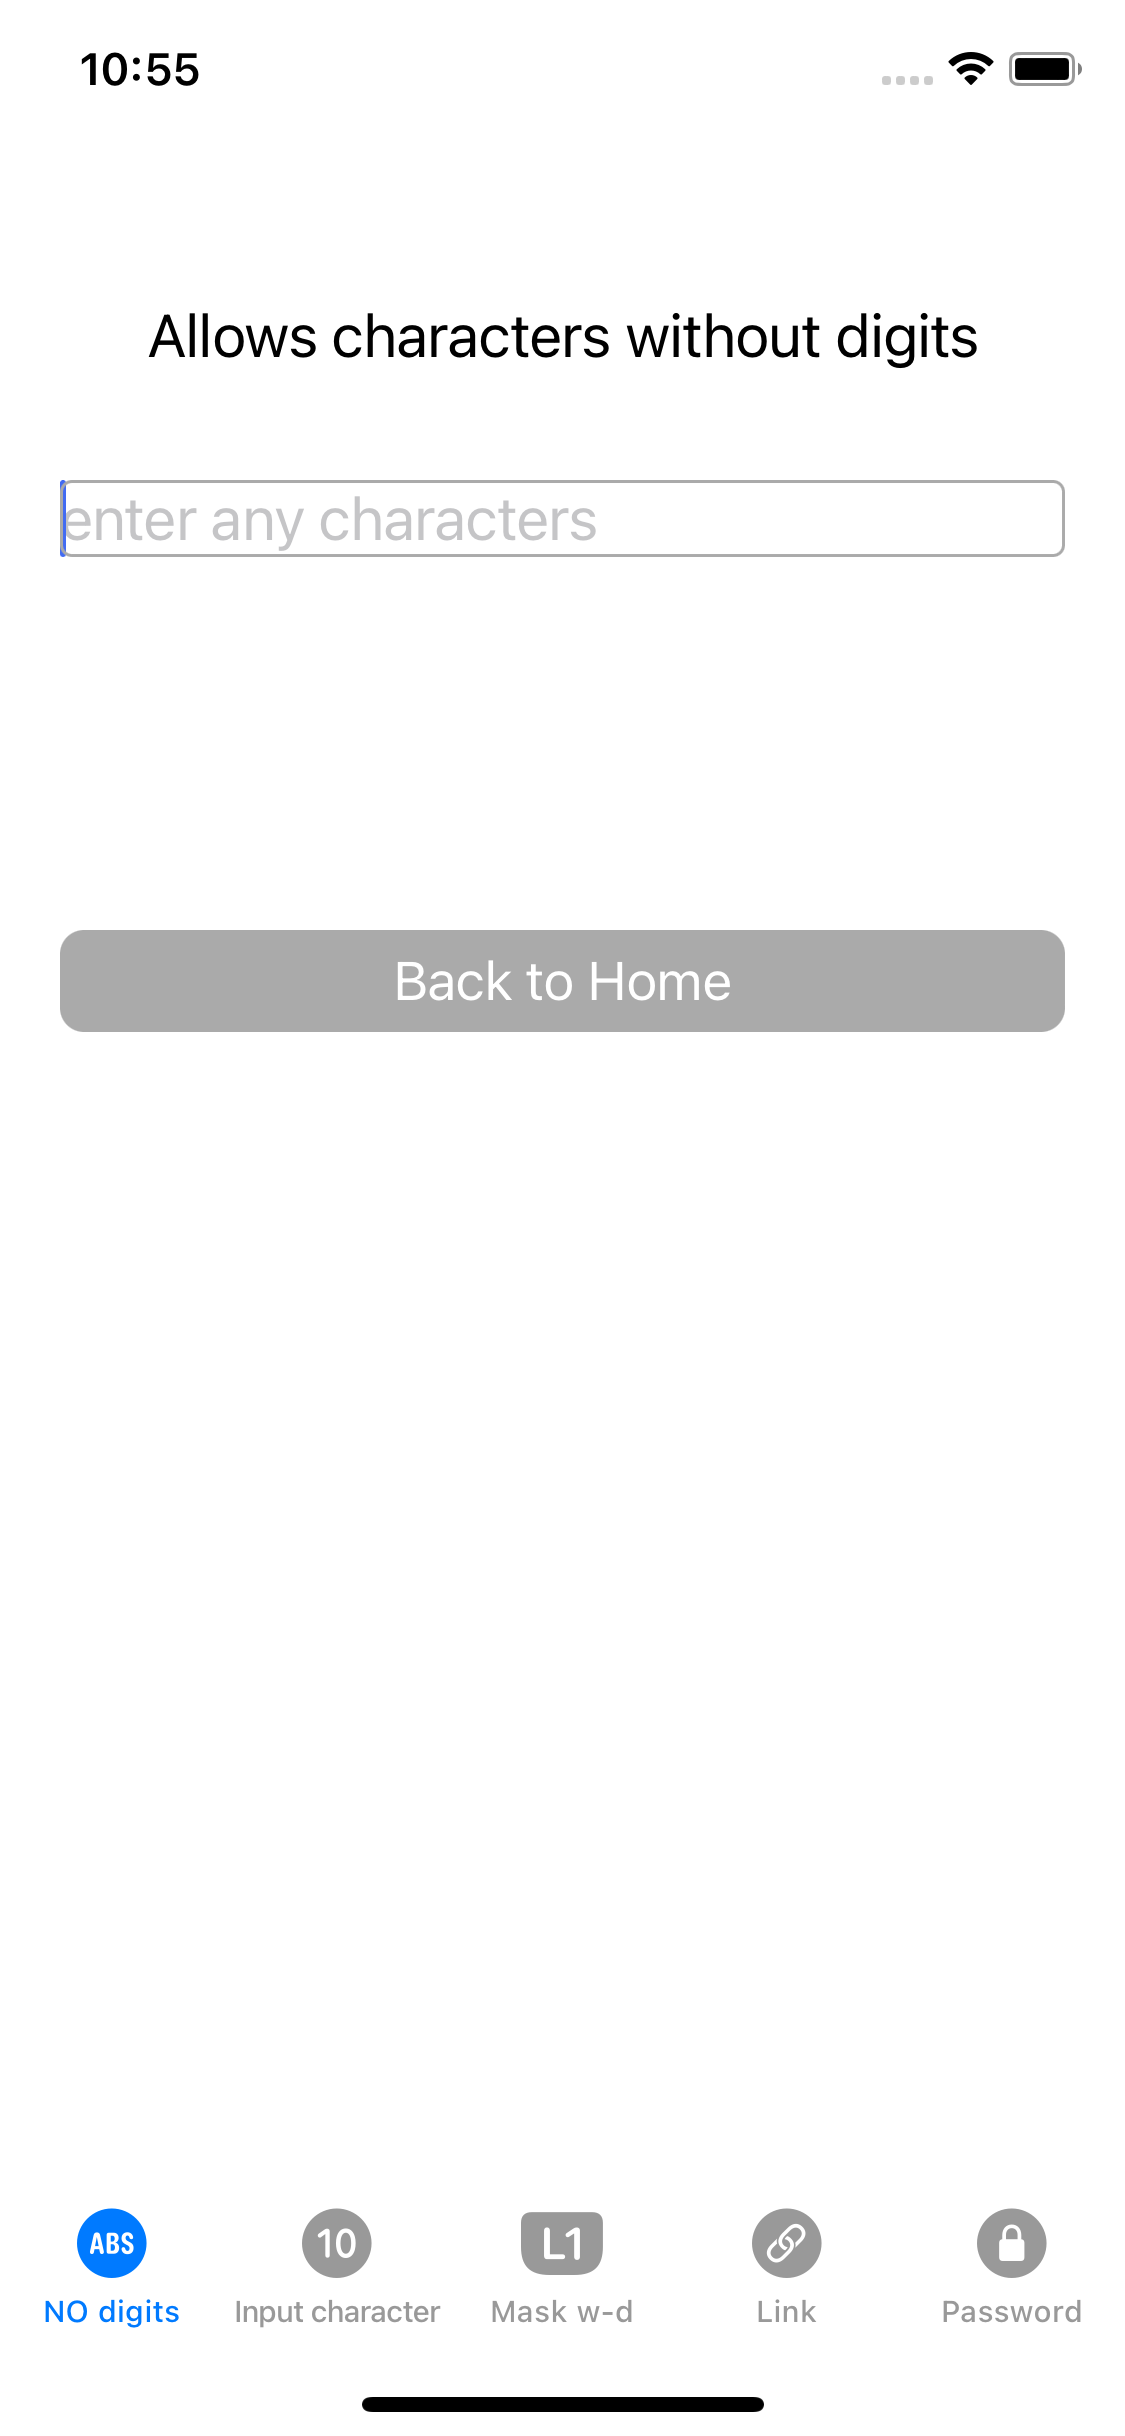 10:55
Allows characters without digits
enter any characters
Back to Home
ABS
10
L1
NO digits
Input character
Mask w-d
Link
Password